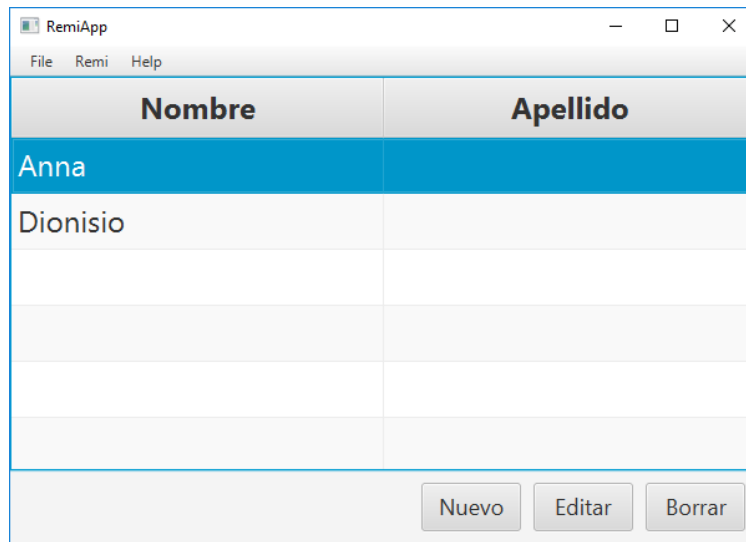 RemiApp
File Remi Help
Nombre Apellido
Anna
Dionisio
Nuevo Editar Borrar